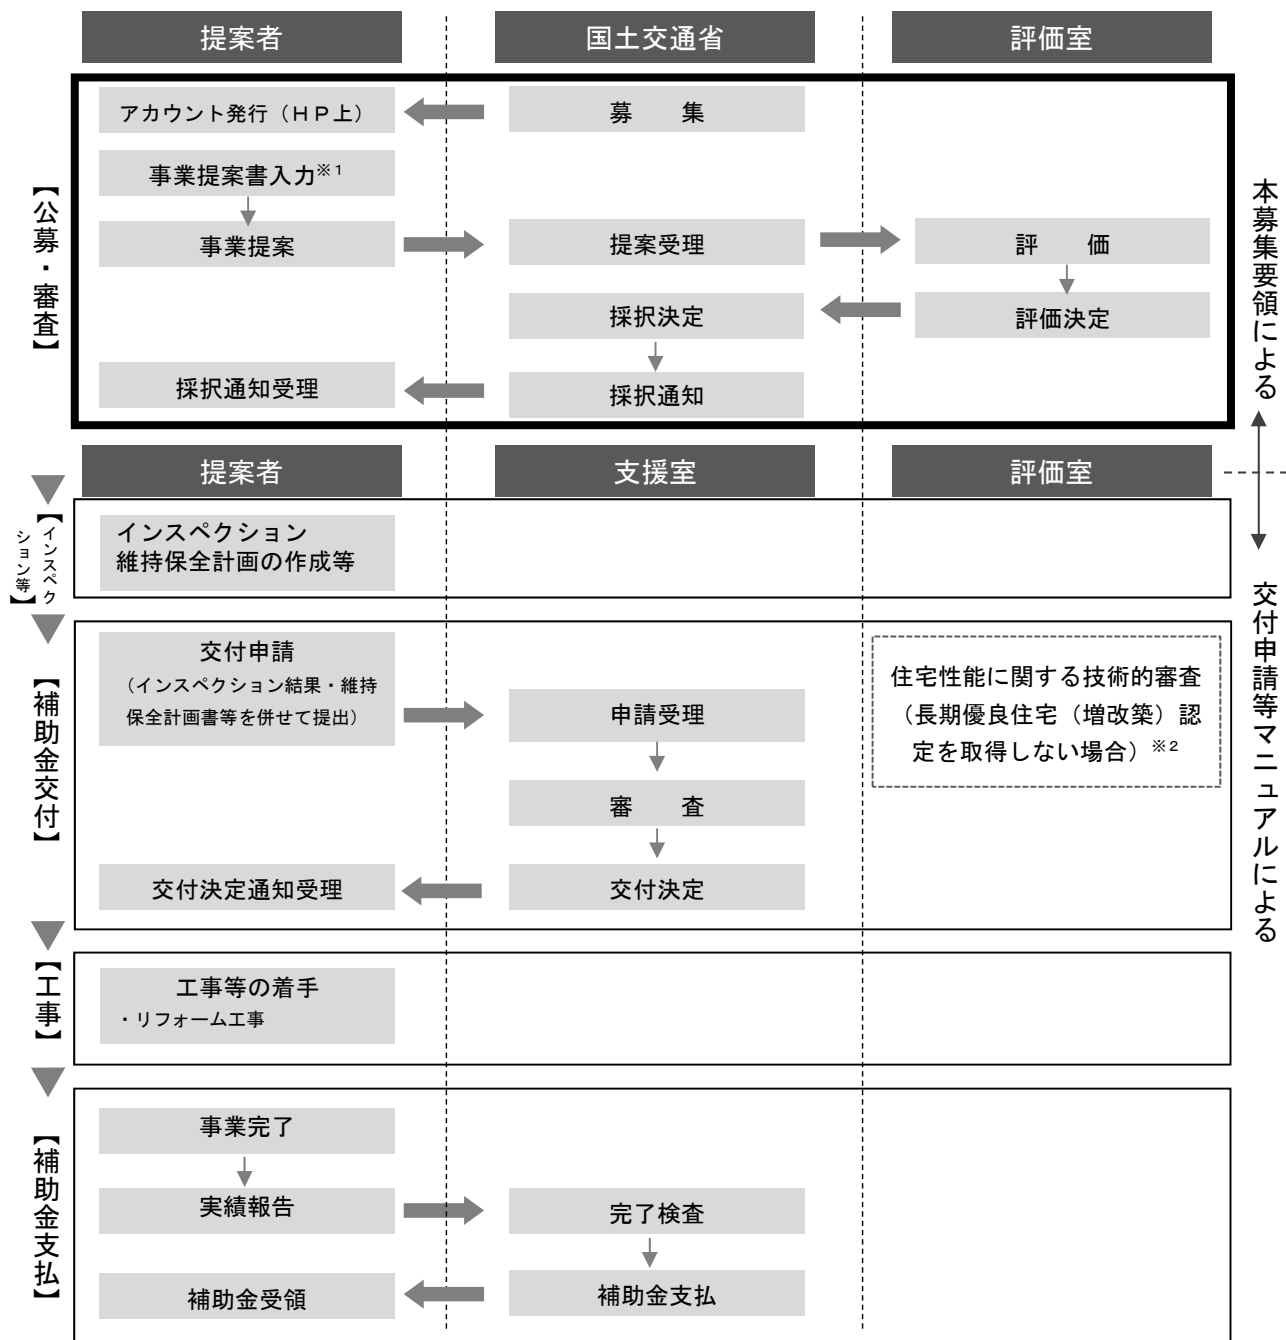 提案者
国土交通省
評価室
【公募・審査】
アカウント発行（ＨＰ上）
募　　集
事業提案書入力※１
事業提案
提案受理
評　　価
採択決定
評価決定
採択通知受理
採択通知
本募集要領による
提案者
支援室
評価室
【インスペク
ション等】
インスペクション
維持保全計画の作成等
【補助金交付】
交付申請
（インスペクション結果・維持
保全計画書等を併せて提出）
申請受理
住宅性能に関する技術的審査
（長期優良住宅（増改築）認
定を取得しない場合）※２
審　　査
交付決定通知受理
交付決定
交付申請等マニュアルによる
【工事】
工事等の着手
・リフォーム工事
【補助金支払】
事業完了
実績報告
完了検査
補助金受領
補助金支払